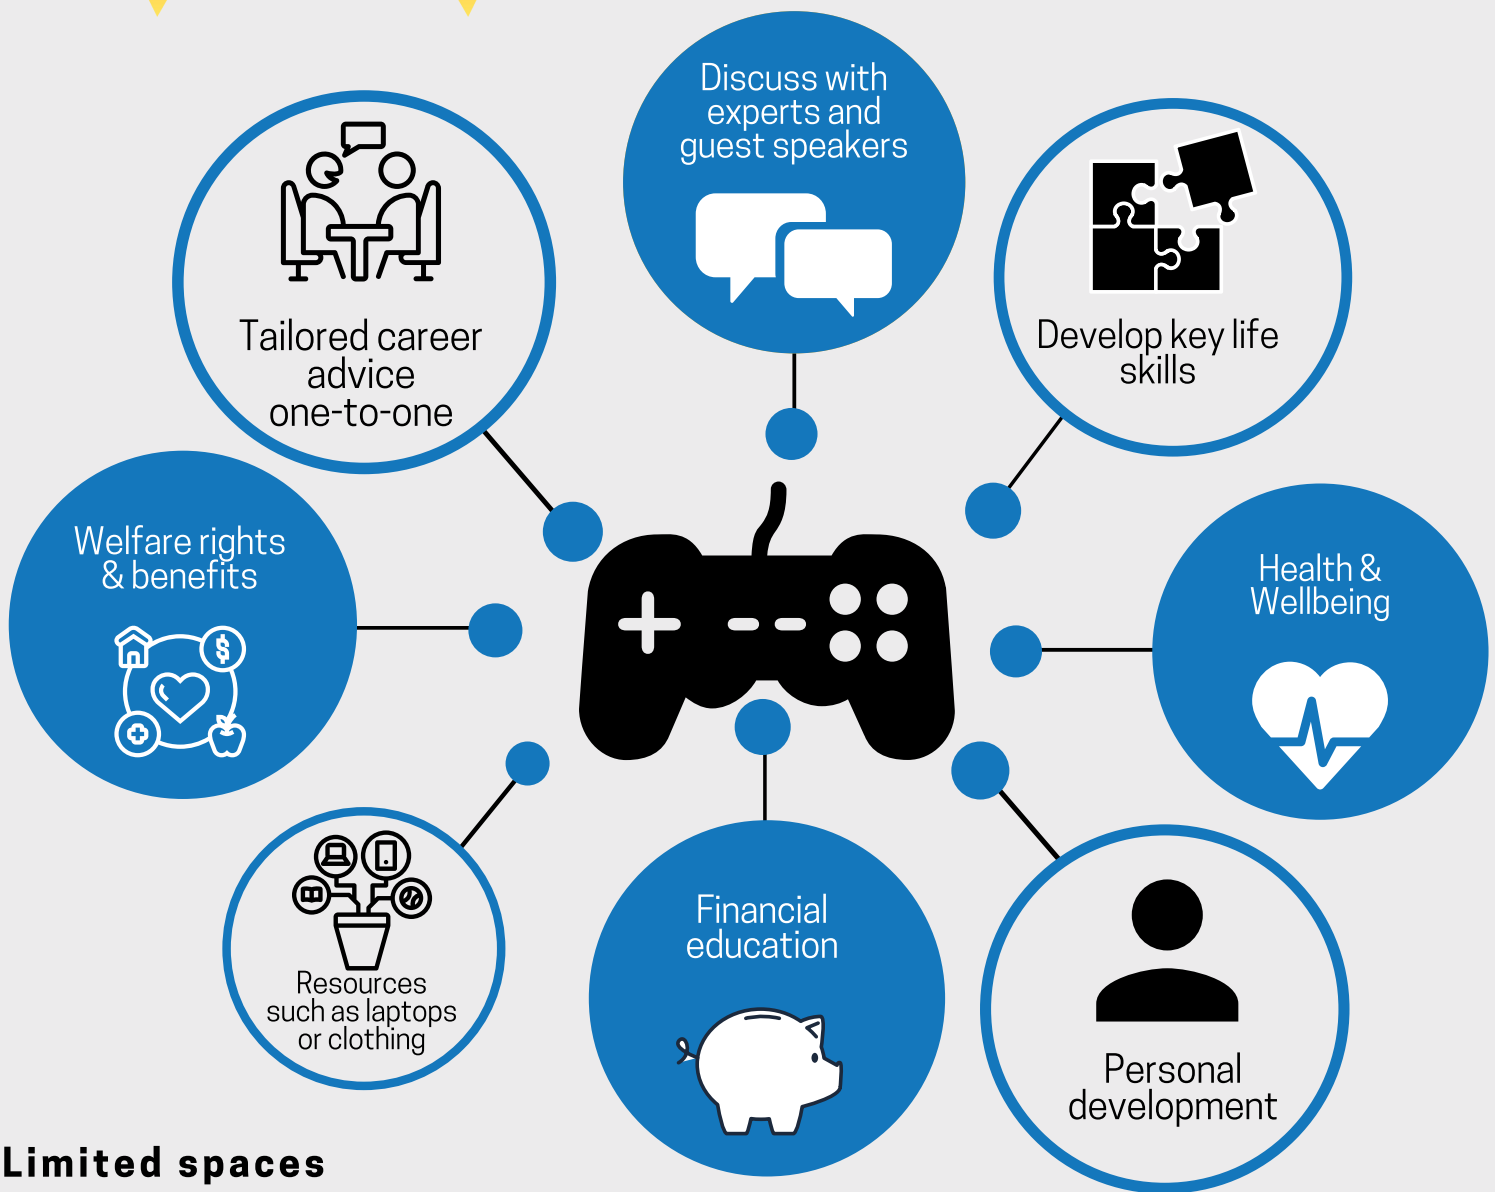 Discuss with
experts and
guest speakers
Tailored career
advice
one-to-one
Develop key life
skills
Welfare rights
& benefits
$
Health &
Wellbeing
Resources
such as laptops
or clothing
Financial
education
Personal
development
Limited spaces